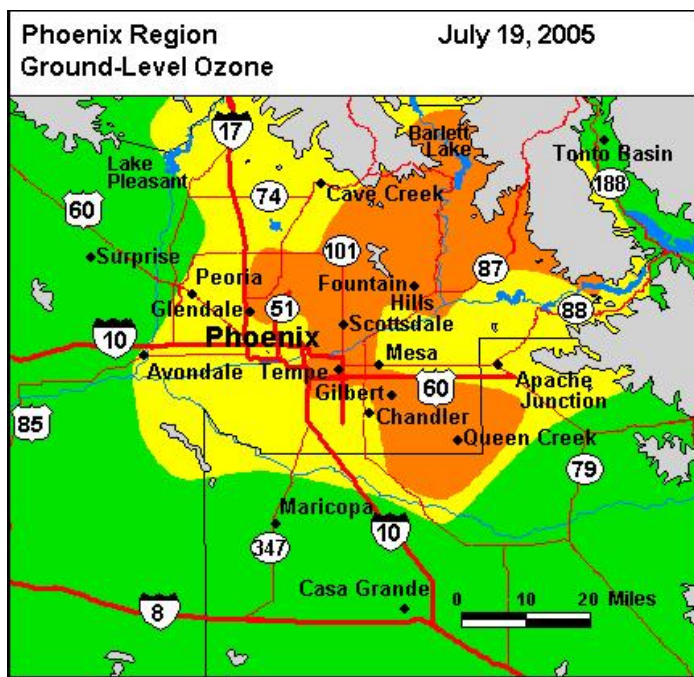 Phoenix Region
July 19, 2005
Ground-Level Ozone
17
Barlett
Lake
Tonto Basin
Lake
Pleasant
188
74
Cave Creek
60
101
Surprise
87
Peoria
Fountain
Hills
51
88
Glendale
Scottsdale
10
Phoenix
Mesa
Avondale
Tempe
60
Apache
Junction
Gilbert
85
Chandler
Queen Creek
79
Maricopa
10
347
Casa Grande
0 10 20 Miles
8